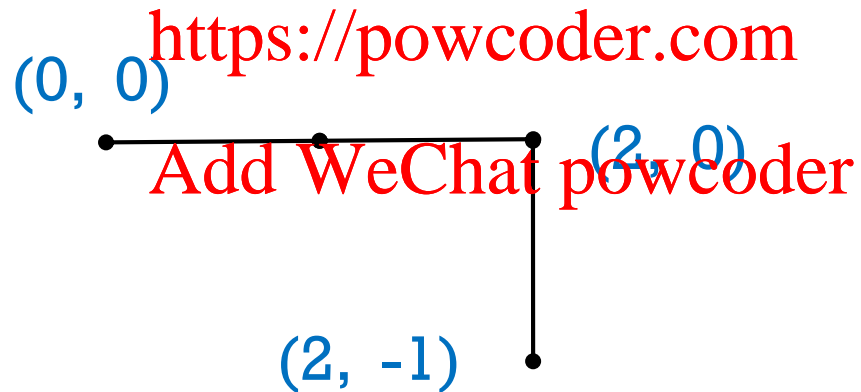 https://powcoder.com
(0, 0)
(2, 0)
Add WeChat powcoder
(2, -1)